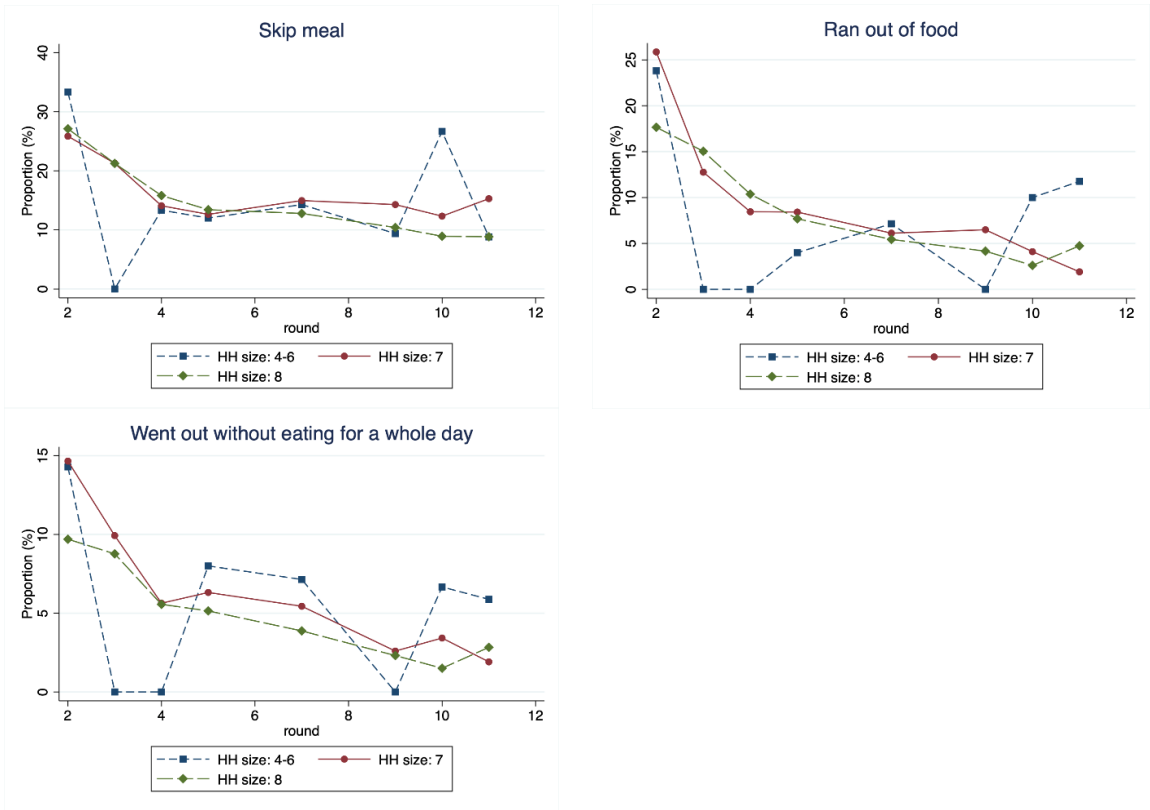 Skip meal
Proportion (%)
40
30
20
10
0
2 4 6 8 10 12
round
HH size: 4-6 HH size: 7
HH size: 8
Ran out of food
Proportion (%)
25
20
15
10
5
0
2 4 6 8 10 12
round
HH size: 4-6 HH size: 7
HH size: 8
Went out without eating for a whole day
Proportion (%)
15
10
5
0
2 4 6 8 10 12
round
HH size: 4-6 HH size: 7
HH size: 8